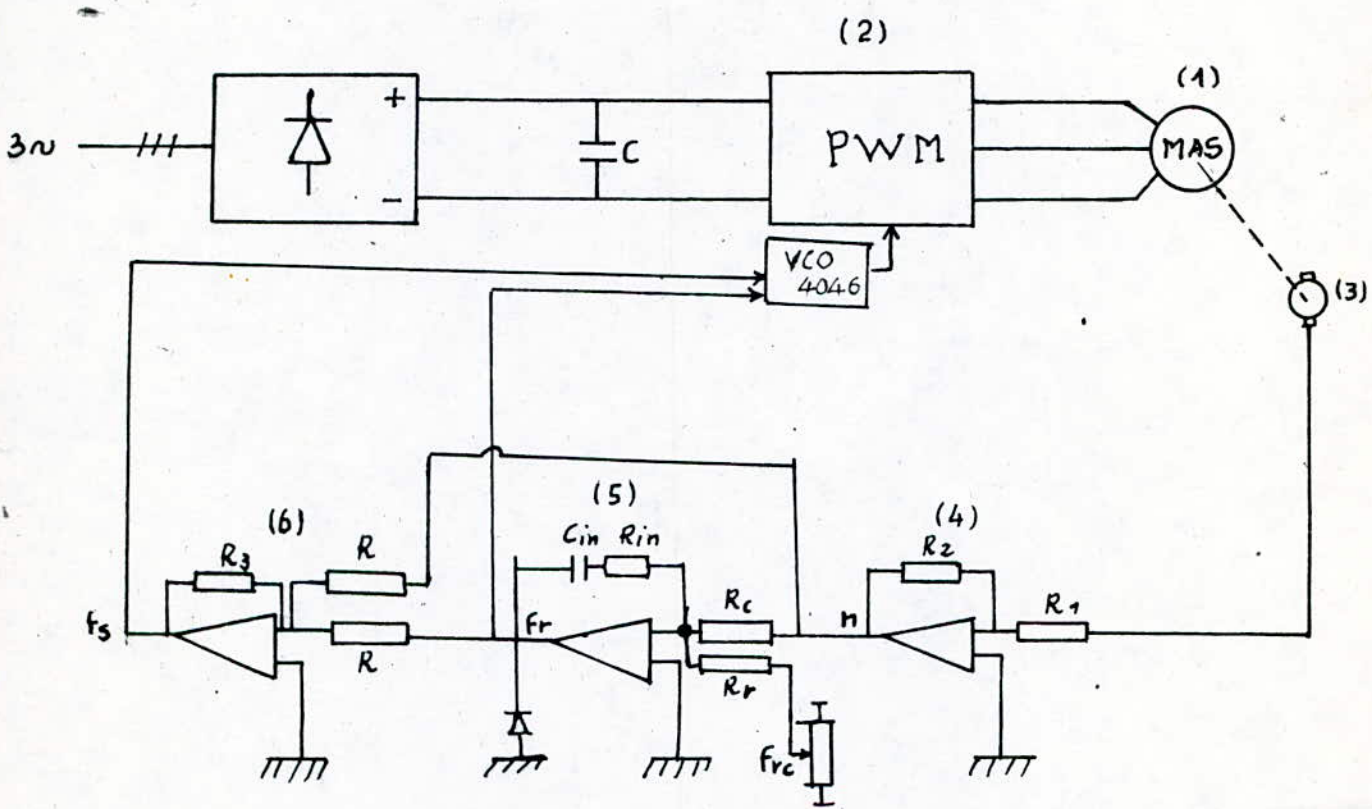 (2)
(1)
+
3~
C
PWM
MAS
-
VCO
4046
(3)
(5)
(6)
(4)
Cin
Rin
R3
R
R2
fs
R
Fr
Rc
n
R1
Rr
Frc